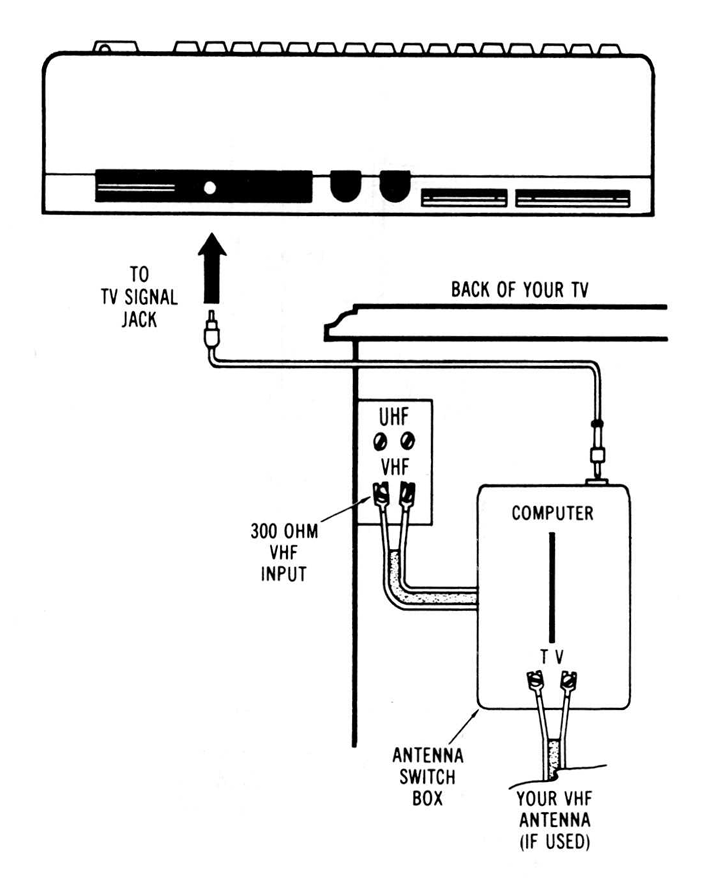 TO
TV SIGNAL
JACK
BACK OF YOUR TV
UHF
VHF
300 OHM
VHF
INPUT
COMPUTER
TV
ANTENNA
SWITCH
BOX
YOUR VHF
ANTENNA
(IF USED)